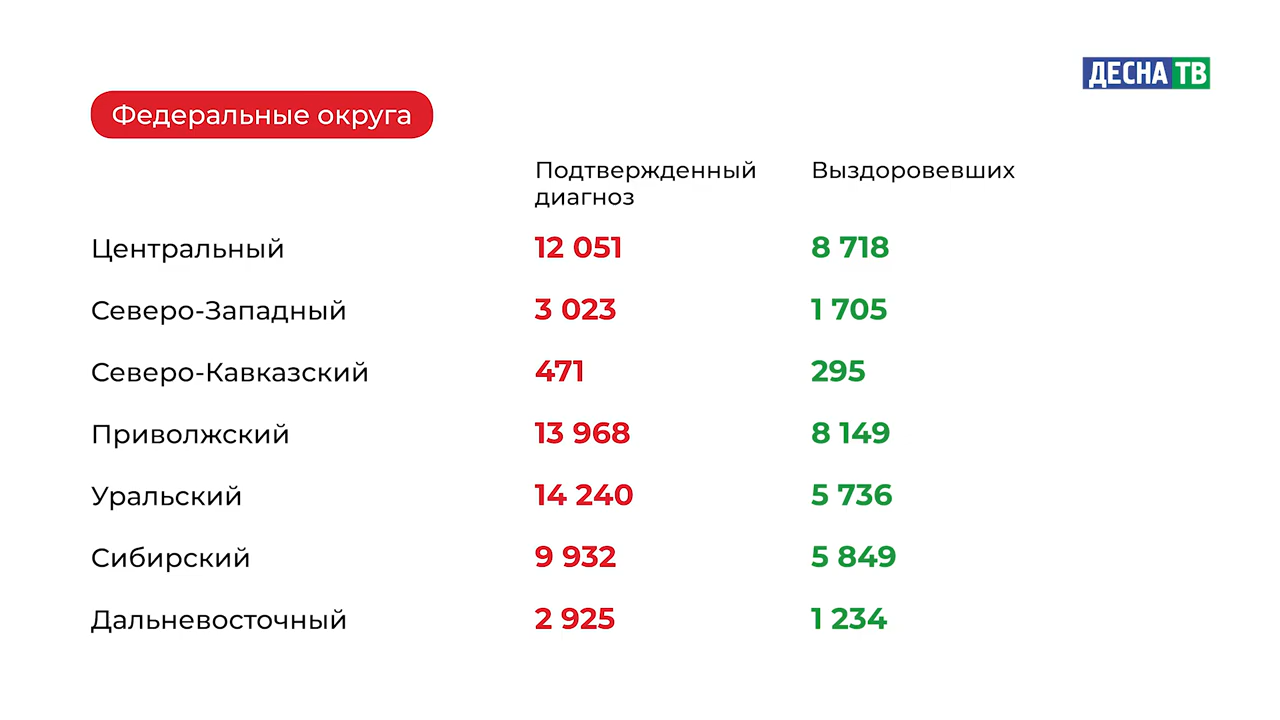 ДЕСНА ТВ
Федеральные округа
Подтвержденный
диагноз
Выздоровевших
Центральный 12 051 8 718
Северо-Западный 3 023 1 705
Северо-Кавказский 471 295
Приволжский 13 968 8 149
Уральский 14 240 5 736
Сибирский 9 932 5 849
Дальневосточный 2 925 1 234